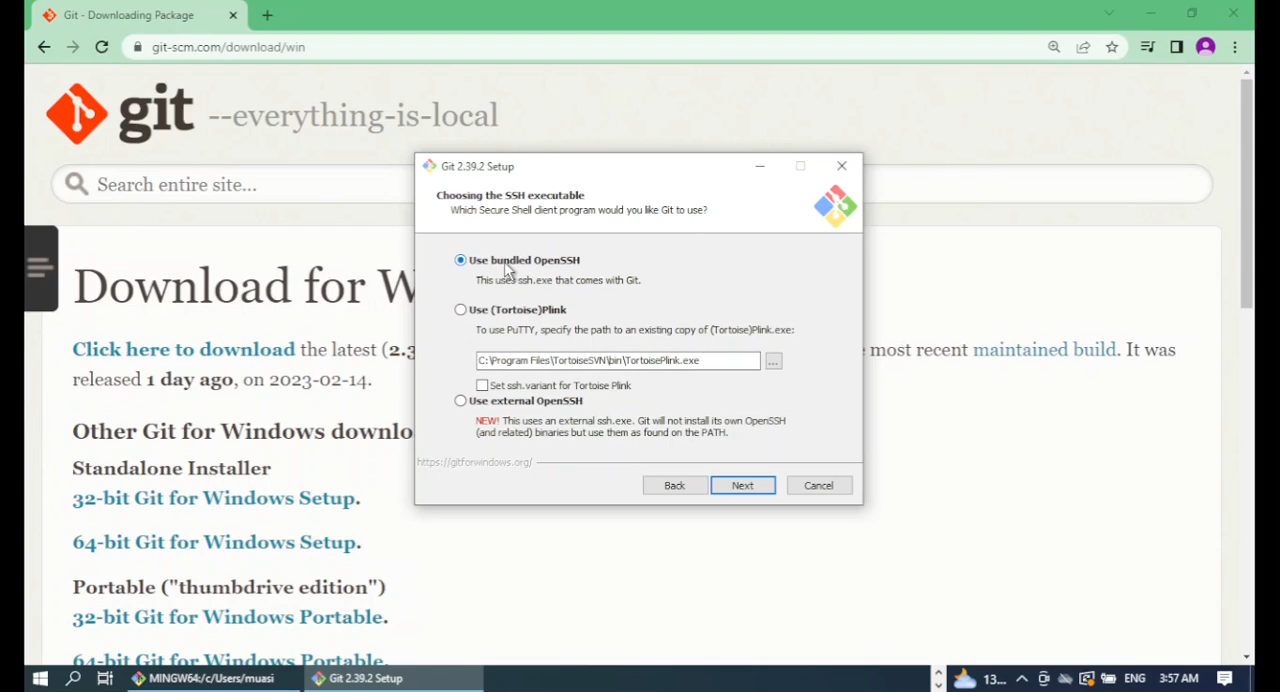 Git - Downloading Package
git-scm.com/download/win
git --everything-is-local
Search entire site...
Git 2.39.2 Setup
Choosing the SSH executable
Which Secure Shell client program would you like Git to use?
Use bundled OpenSSH
This uses ssh.exe that comes with Git.
Use (Tortoise)Plink
To use PuTTY, specify the path to an existing copy of (Tortoise)Plink.exe:
C:\Program Files\TortoiseSVN\bin\TortoisePlink.exe
...
Set ssh.variant for Tortoise Plink
Use external OpenSSH
NEW! This uses an external ssh.exe. Git will not install its own OpenSSH
(and related) binaries but use them as found on the PATH.
https://gitforwindows.org/
Back Next Cancel
Download for W
Click here to download the latest (2.3 most recent maintained build. It was
released 1 day ago, on 2023-02-14.
Other Git for Windows downlo
Standalone Installer
32-bit Git for Windows Setup.
64-bit Git for Windows Setup.
Portable ("thumbdrive edition")
32-bit Git for Windows Portable.
64-bit Git for Windows Portable.
MINGW64:/c/Users/muasi
Git 2.39.2 Setup
13...
ENG
3:57 AM